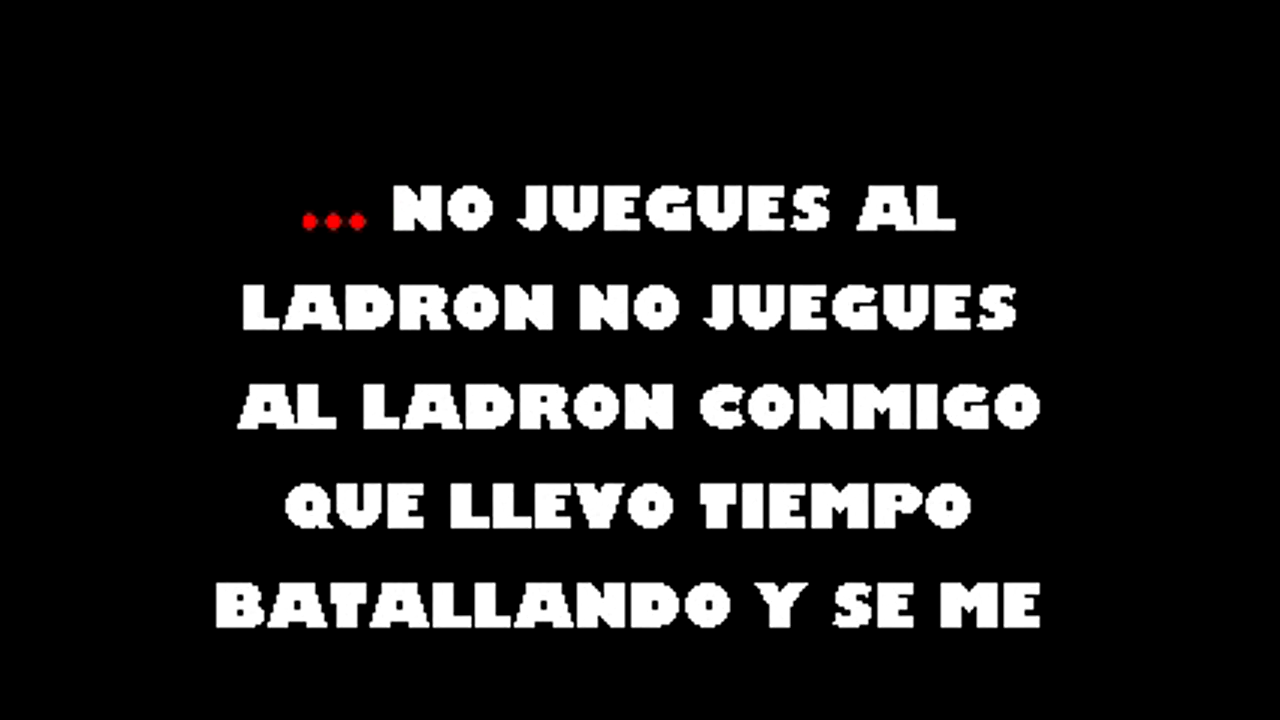 ... NO JUEGUES AL
LADRON NO JUEGUES
AL LADRON CONMIGO
QUE LLEVO TIEMPO
BATALLANDO Y SE ME